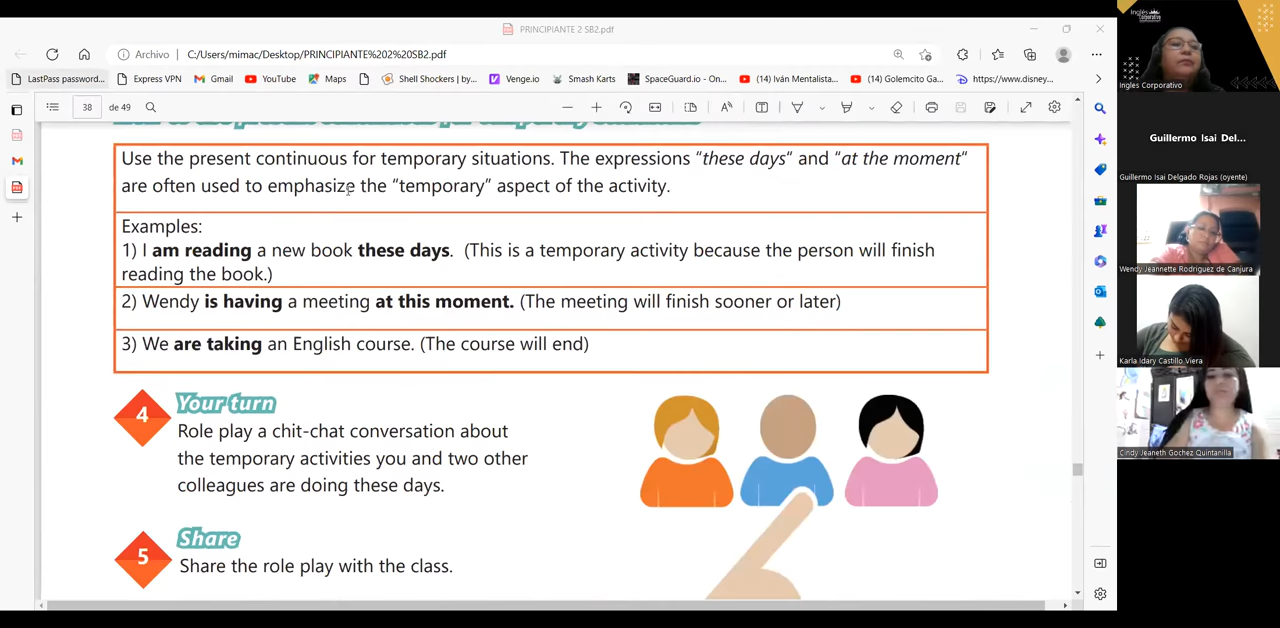 PRINCIPIANTE 2 SB2.pdf
Archivo | C:/Users/mimac/Desktop/PRINCIPIANTE%202%20SB2.pdf
LastPass password... Express VPN Gmail YouTube Maps Shell Shockers | by... Venge.io Smash Karts SpaceGuard.io - On... (14) Iván Mentalista... (14) Golemcito Ga... https://www.disney...
38 de 49
Use the present continuous for temporary situations. The expressions “these days” and “at the moment”
are often used to emphasize the “temporary” aspect of the activity.
Examples:
1) I am reading a new book these days. (This is a temporary activity because the person will finish
reading the book.)
2) Wendy is having a meeting at this moment. (The meeting will finish sooner or later)
3) We are taking an English course. (The course will end)
4 Your turn
Role play a chit-chat conversation about
the temporary activities you and two other
colleagues are doing these days.
5 Share
Share the role play with the class.
Inglés
Corporativo
Inglés Corporativo
Guillermo Isai Del...
Guillermo Isai Delgado Rojas (oyente)
Wendy Jeannette Rodriguez de Canjura
Karla Idary Castillo Viera
Cindy Jeaneth Gochez Quintanilla